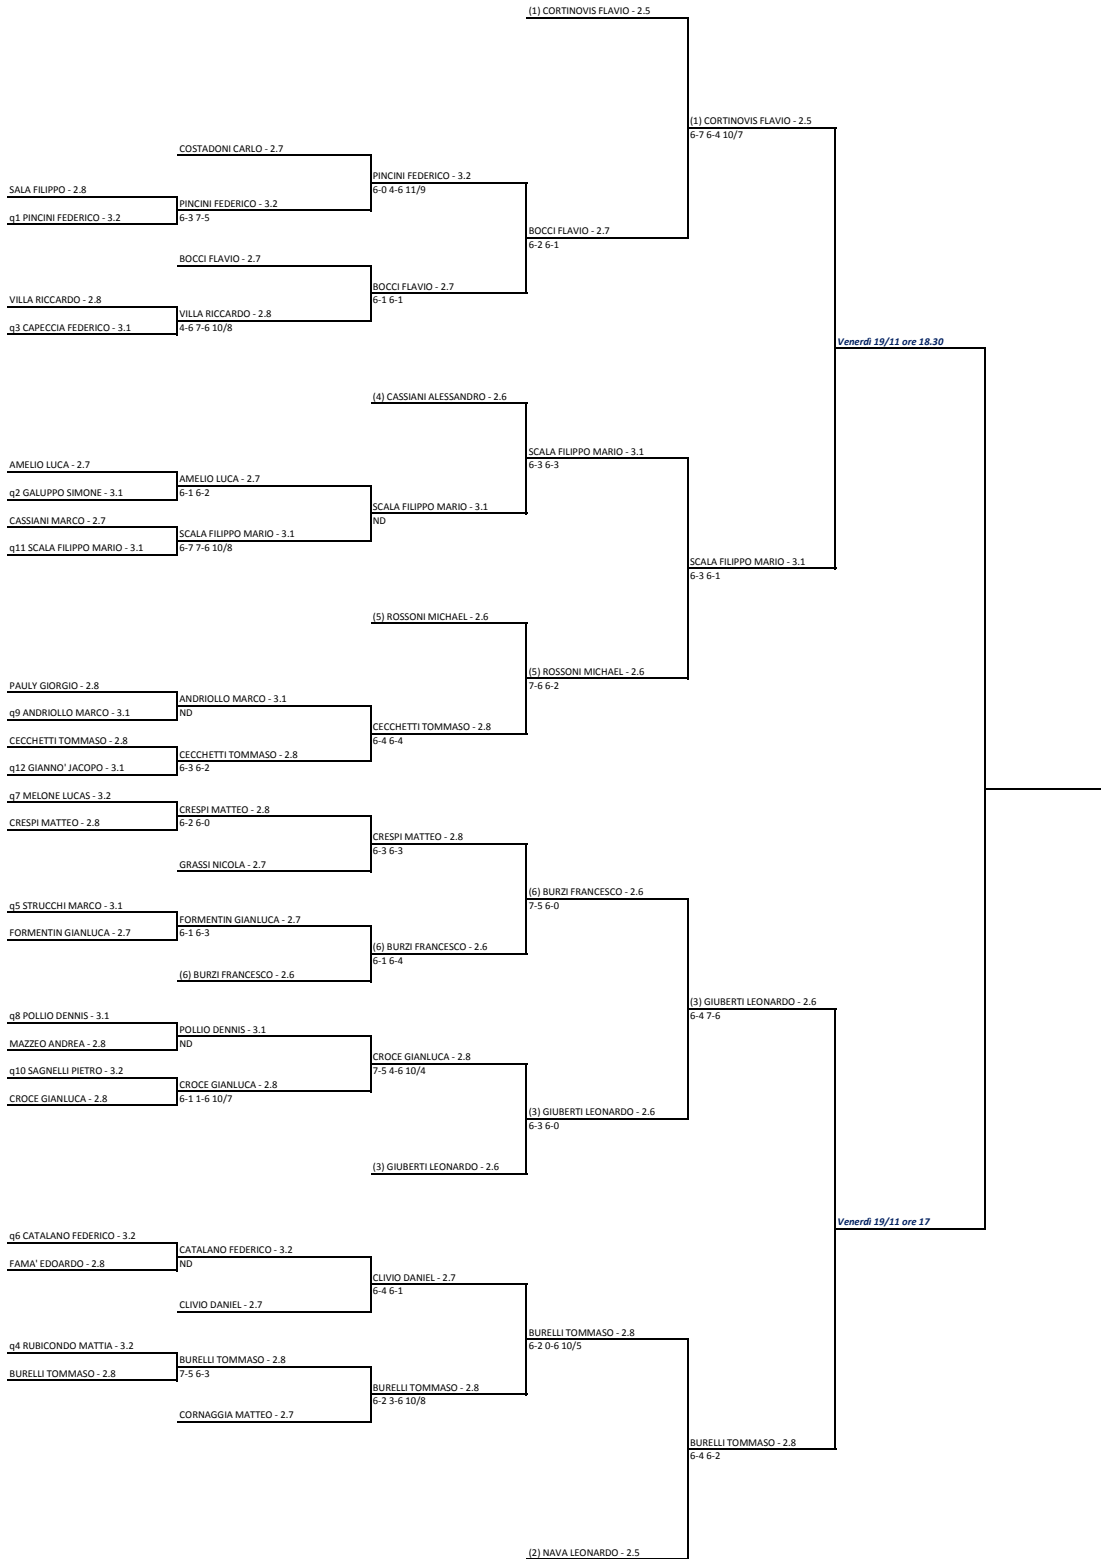 (1) CORTINOVIS FLAVIO - 2.5
(1) CORTINOVIS FLAVIO - 2.5
6-7 6-4 10/7
COSTADONI CARLO - 2.7
PINCINI FEDERICO - 3.2
6-0 4-6 11/9
SALA FILIPPO - 2.8
PINCINI FEDERICO - 3.2
6-3 7-5
q1 PINCINI FEDERICO - 3.2
BOCCI FLAVIO - 2.7
6-2 6-1
BOCCI FLAVIO - 2.7
BOCCI FLAVIO - 2.7
6-1 6-1
VILLA RICCARDO - 2.8
VILLA RICCARDO - 2.8
4-6 7-6 10/8
q3 CAPECCIA FEDERICO - 3.1
Venerdì 19/11 ore 18.30
(4) CASSIANI ALESSANDRO - 2.6
SCALA FILIPPO MARIO - 3.1
6-3 6-3
AMELIO LUCA - 2.7
AMELIO LUCA - 2.7
6-1 6-2
q2 GALUPPO SIMONE - 3.1
SCALA FILIPPO MARIO - 3.1
ND
CASSIANI MARCO - 2.7
SCALA FILIPPO MARIO - 3.1
6-7 7-6 10/8
q11 SCALA FILIPPO MARIO - 3.1
SCALA FILIPPO MARIO - 3.1
6-3 6-1
(5) ROSSONI MICHAEL - 2.6
(5) ROSSONI MICHAEL - 2.6
7-6 6-2
PAULY GIORGIO - 2.8
ANDRIOLLO MARCO - 3.1
ND
q9 ANDRIOLLO MARCO - 3.1
CECCHETTI TOMMASO - 2.8
6-4 6-4
CECCHETTI TOMMASO - 2.8
CECCHETTI TOMMASO - 2.8
6-3 6-2
q12 GIANNO' JACOPO - 3.1
q7 MELONE LUCAS - 3.2
CRESPI MATTEO - 2.8
6-2 6-0
CRESPI MATTEO - 2.8
CRESPI MATTEO - 2.8
6-3 6-3
GRASSI NICOLA - 2.7
(6) BURZI FRANCESCO - 2.6
7-5 6-0
q5 STRUCCHI MARCO - 3.1
FORMENTIN GIANLUCA - 2.7
6-1 6-3
FORMENTIN GIANLUCA - 2.7
(6) BURZI FRANCESCO - 2.6
6-1 6-4
(6) BURZI FRANCESCO - 2.6
(3) GIUBERTI LEONARDO - 2.6
6-4 7-6
q8 POLLIO DENNIS - 3.1
POLLIO DENNIS - 3.1
ND
MAZZEO ANDREA - 2.8
CROCE GIANLUCA - 2.8
7-5 4-6 10/4
q10 SAGNELLI PIETRO - 3.2
CROCE GIANLUCA - 2.8
6-1 1-6 10/7
CROCE GIANLUCA - 2.8
(3) GIUBERTI LEONARDO - 2.6
6-3 6-0
(3) GIUBERTI LEONARDO - 2.6
Venerdì 19/11 ore 17
q6 CATALANO FEDERICO - 3.2
CATALANO FEDERICO - 3.2
ND
FAMA' EDOARDO - 2.8
CLIVIO DANIEL - 2.7
6-4 6-1
CLIVIO DANIEL - 2.7
BURELLI TOMMASO - 2.8
6-2 0-6 10/5
q4 RUBICONDO MATTIA - 3.2
BURELLI TOMMASO - 2.8
7-5 6-3
BURELLI TOMMASO - 2.8
BURELLI TOMMASO - 2.8
6-2 3-6 10/8
CORNAGGIA MATTEO - 2.7
BURELLI TOMMASO - 2.8
6-4 6-2
(2) NAVA LEONARDO - 2.5